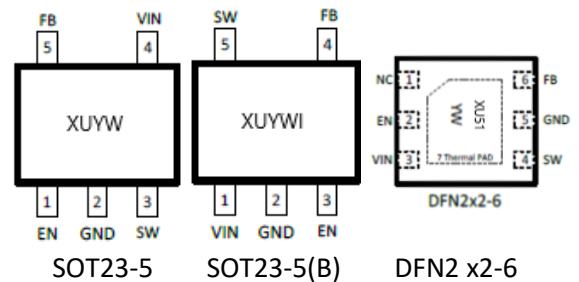 FB VIN
5 4
XUYW
1 2 3
EN GND SW
SOT23-5
SW FB
5 4
XUYWI
1 2 3
VIN GND EN
SOT23-5(B)
NC 1 6 FB
EN 2 5 GND
VIN 3 4 SW
XU51
YW
7 Thermal PAD
DFN2x2-6
DFN2 x2-6